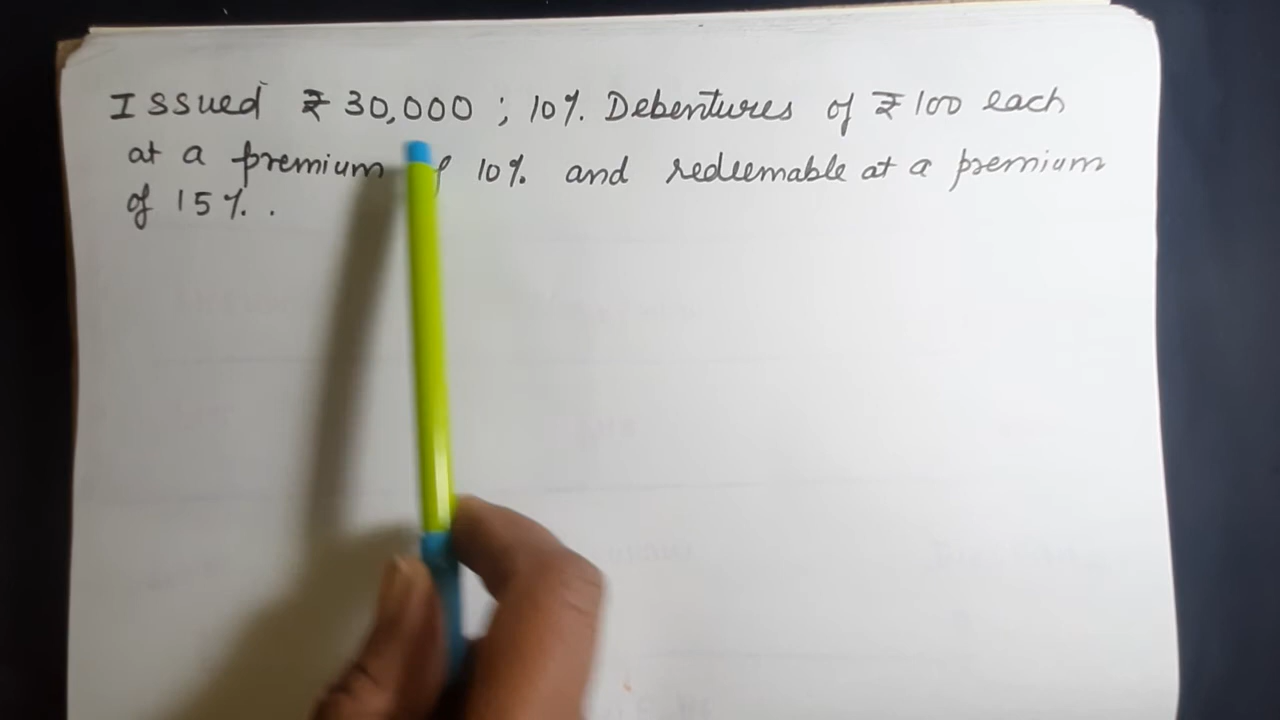 Issued ₹ 30,000 ; 10% Debentures of ₹ 100 each
at a premium 10% and redeemable at a premium
of 15%.